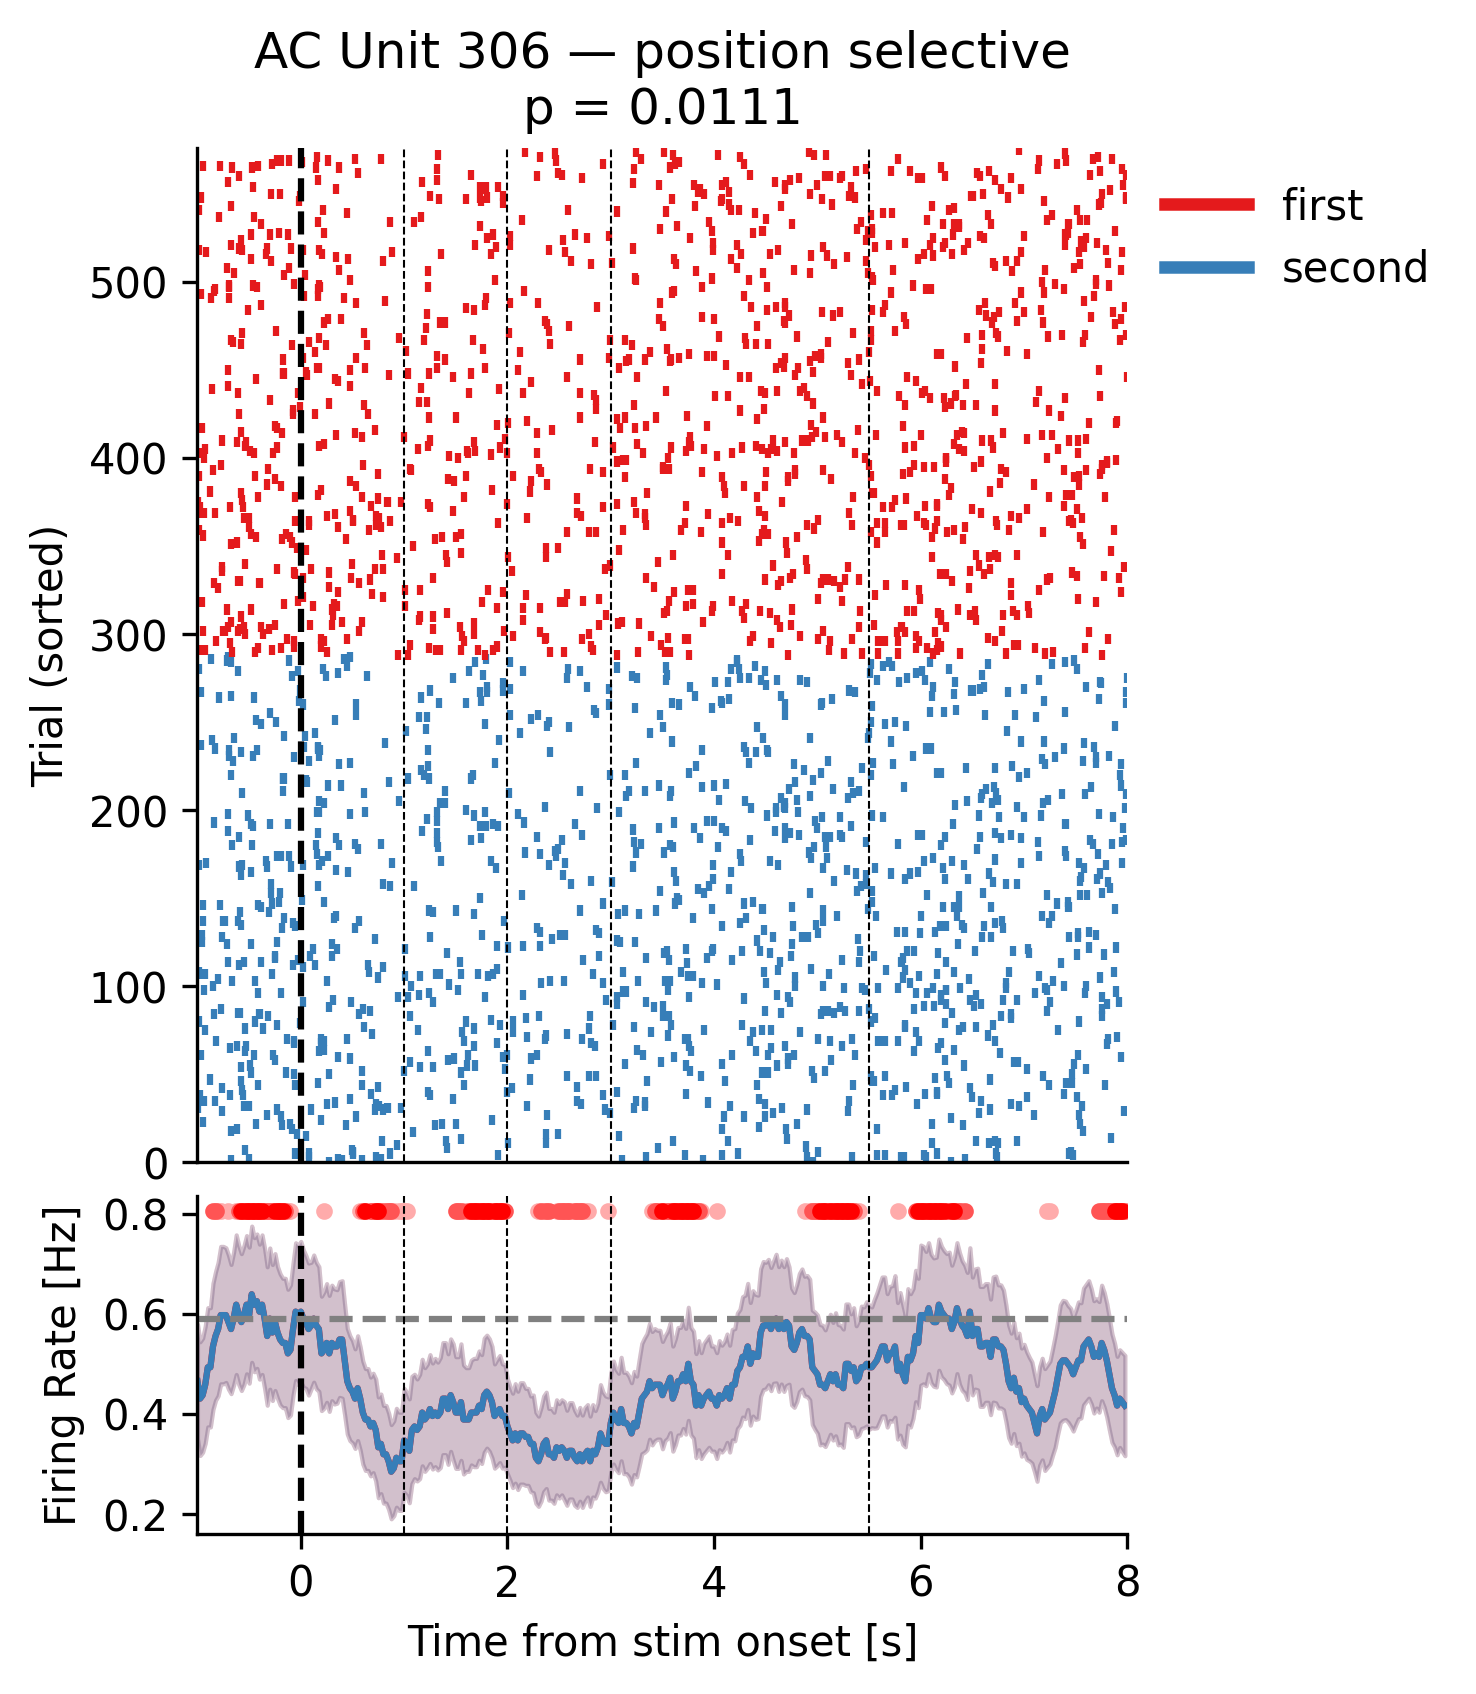 AC Unit 306 — position selective
p = 0.0111
first
second
500
400
300
200
100
0
Trial (sorted)
0.8
0.6
0.4
0.2
Firing Rate [Hz]
0 2 4 6 8
Time from stim onset [s]